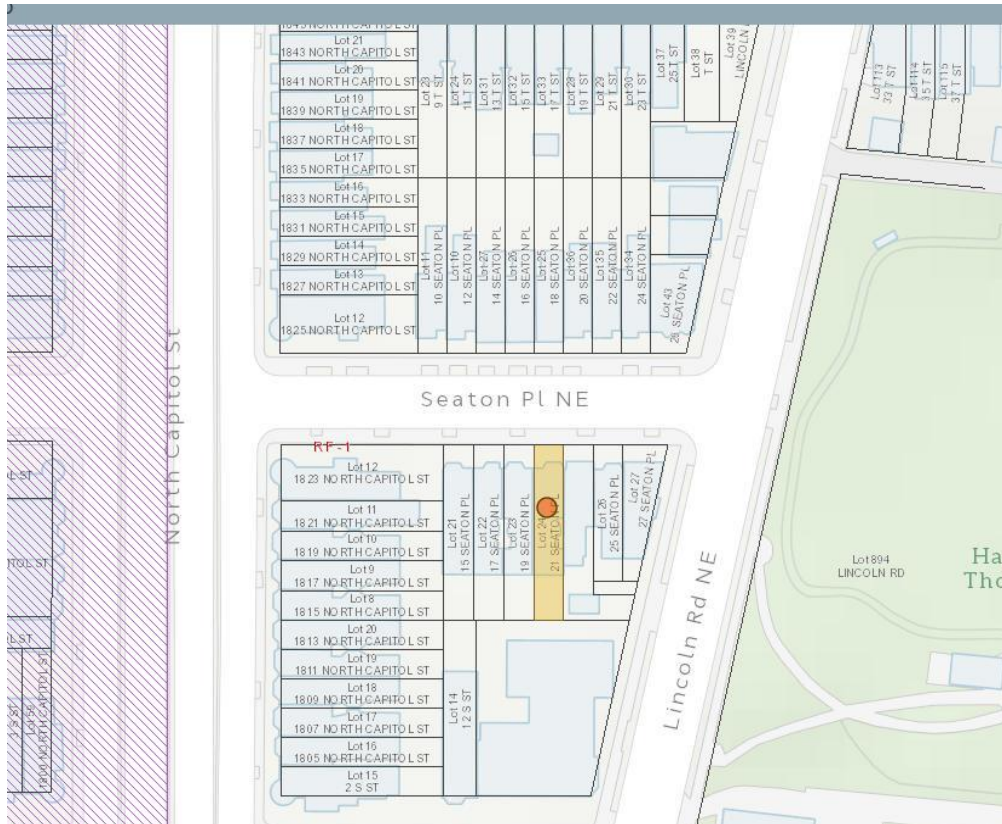 Lot 21
1843 NORTH CAPITOL ST
Lot 20
1841 NORTH CAPITOL ST
Lot 19
1839 NORTH CAPITOL ST
Lot 18
1837 NORTH CAPITOL ST
Lot 17
1835 NORTH CAPITOL ST
Lot 16
1833 NORTH CAPITOL ST
Lot 15
1831 NORTH CAPITOL ST
Lot 14
1829 NORTH CAPITOL ST
Lot 13
1827 NORTH CAPITOL ST
Lot 12
1825 NORTH CAPITOL ST
Lot 23
9 T ST
Lot 24
11 T ST
Lot 31
13 T ST
Lot 32
15 T ST
Lot 33
17 T ST
Lot 28
19 T ST
Lot 29
21 T ST
Lot 30
23 T ST
Lot 37
25 T ST
Lot 38
T ST
Lot 39
LINCOLN
Lot 113
33 T ST
Lot 114
35 T ST
Lot 115
37 T ST
Lot 11
10 SEATON PL
Lot 10
12 SEATON PL
Lot 27
14 SEATON PL
Lot 26
16 SEATON PL
Lot 25
18 SEATON PL
Lot 36
20 SEATON PL
Lot 35
22 SEATON PL
Lot 34
24 SEATON PL
Lot 43
SEATON PL
North Capitol St
Seaton Pl NE
RF-1
Lot 12
1823 NORTH CAPITOL ST
Lot 11
1821 NORTH CAPITOL ST
Lot 10
1819 NORTH CAPITOL ST
Lot 9
1817 NORTH CAPITOL ST
Lot 8
1815 NORTH CAPITOL ST
Lot 20
1813 NORTH CAPITOL ST
Lot 19
1811 NORTH CAPITOL ST
Lot 18
1809 NORTH CAPITOL ST
Lot 17
1807 NORTH CAPITOL ST
Lot 16
1805 NORTH CAPITOL ST
Lot 15
2 S ST
Lot 21
15 SEATON PL
Lot 22
17 SEATON PL
Lot 23
19 SEATON PL
Lot 24
21 SEATON PL
Lot 26
25 SEATON PL
Lot 27
27 SEATON PL
Lot 14
12 S ST
Lincoln Rd NE
Lot 894
LINCOLN RD
Ha
Tho
1800 NORTH CAPITOL ST